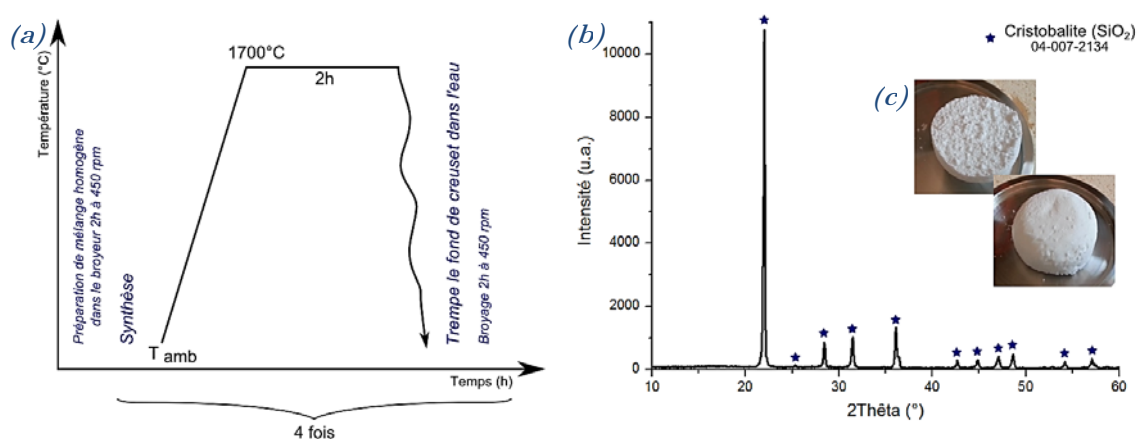 (a)
Température (°C)
1700°C
2h
Préparation de mélange homogène
dans le broyeur 2h à 450 rpm
Synthèse
T amb
Trempe le fond de creuset dans l'eau
Broyage 2h à 450 rpm
Temps (h)
4 fois
(b)
Cristobalite (SiO2)
04-007-2134
(c)
Intensité (u.a.)
10000
8000
6000
4000
2000
0
10
20
30
40
50
60
2Thêta (°)